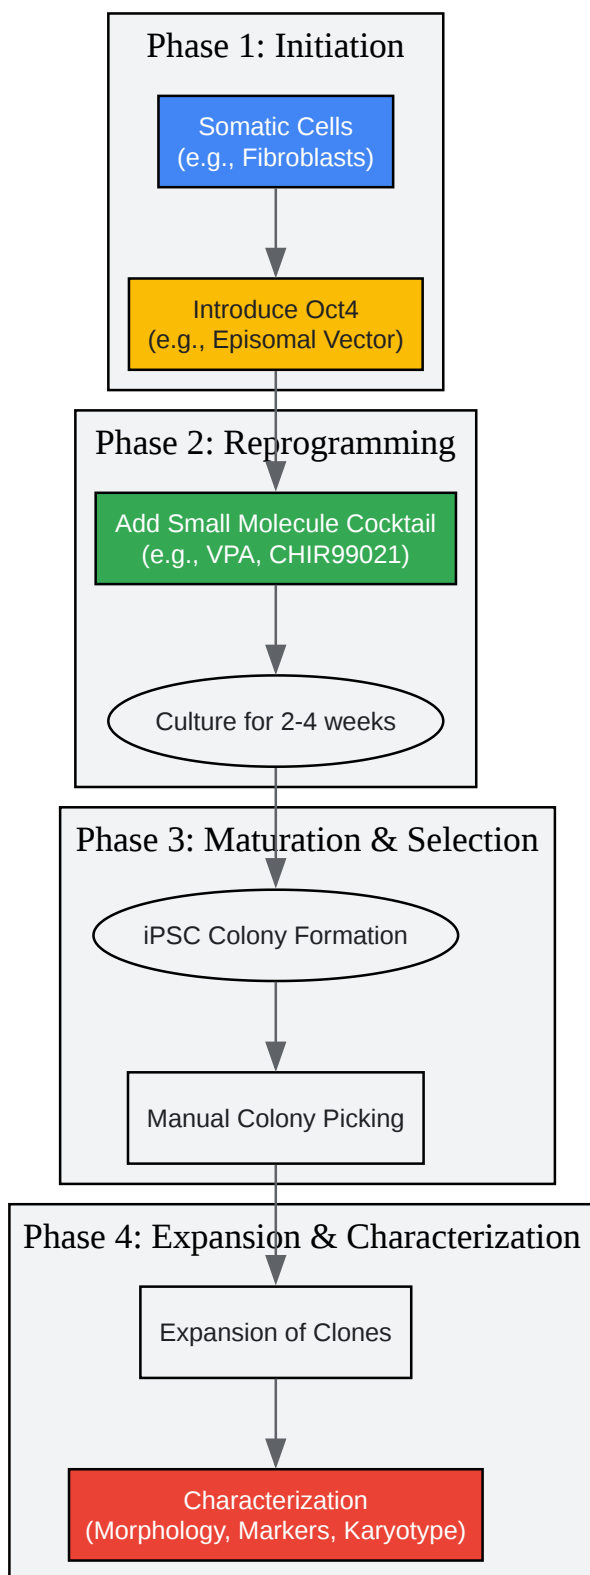 Phase 1: Initiation
Somatic Cells
(e.g., Fibroblasts)
Introduce Oct4
(e.g., Episomal Vector)
Phase 2: Reprogramming
Add Small Molecule Cocktail
(e.g., VPA, CHIR99021)
Culture for 2-4 weeks
Phase 3: Maturation & Selection
iPSC Colony Formation
Manual Colony Picking
Phase 4: Expansion & Characterization
Expansion of Clones
Characterization
(Morphology, Markers, Karyotype)